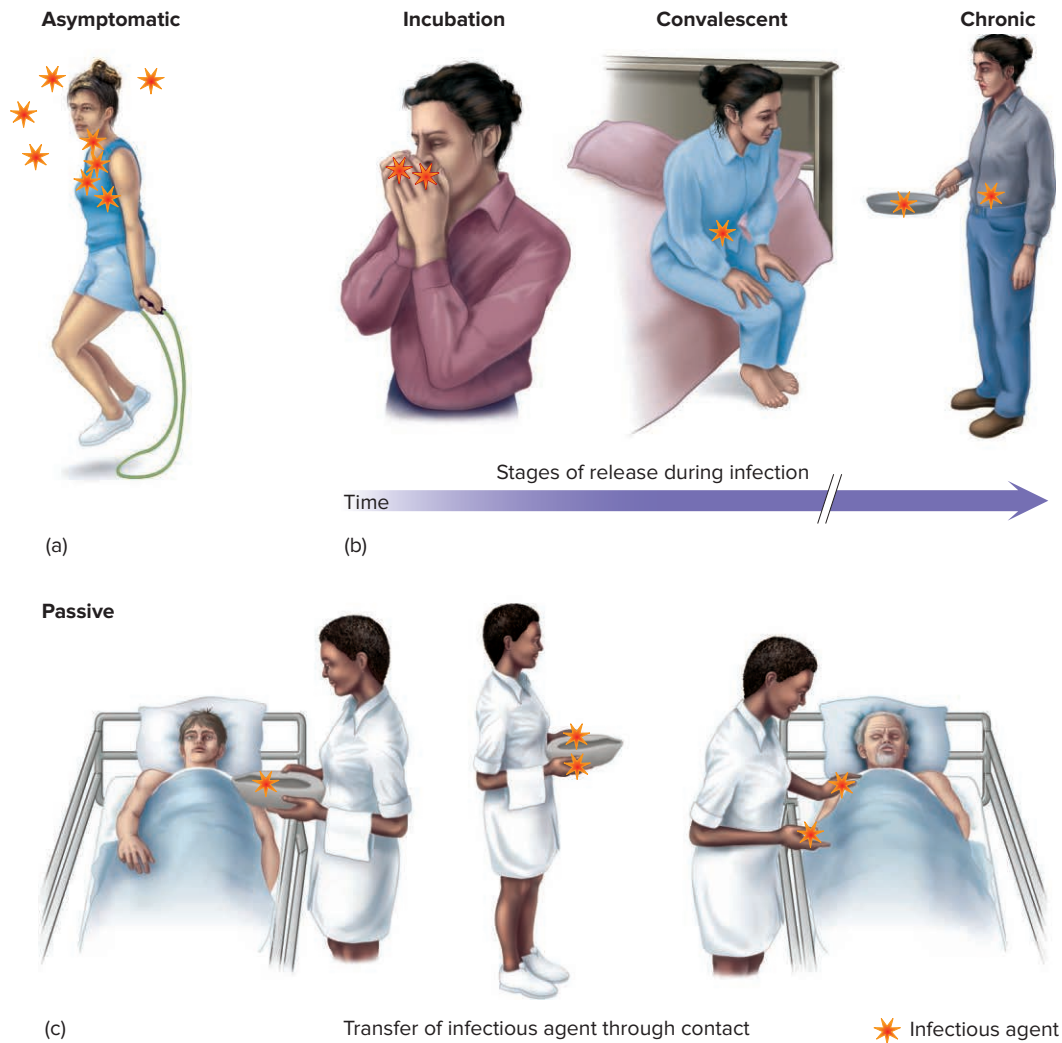 Asymptomatic
Incubation
Convalescent
Chronic
Stages of release during infection
Time
(a)
(b)
Passive
(c)
Transfer of infectious agent through contact
Infectious agent